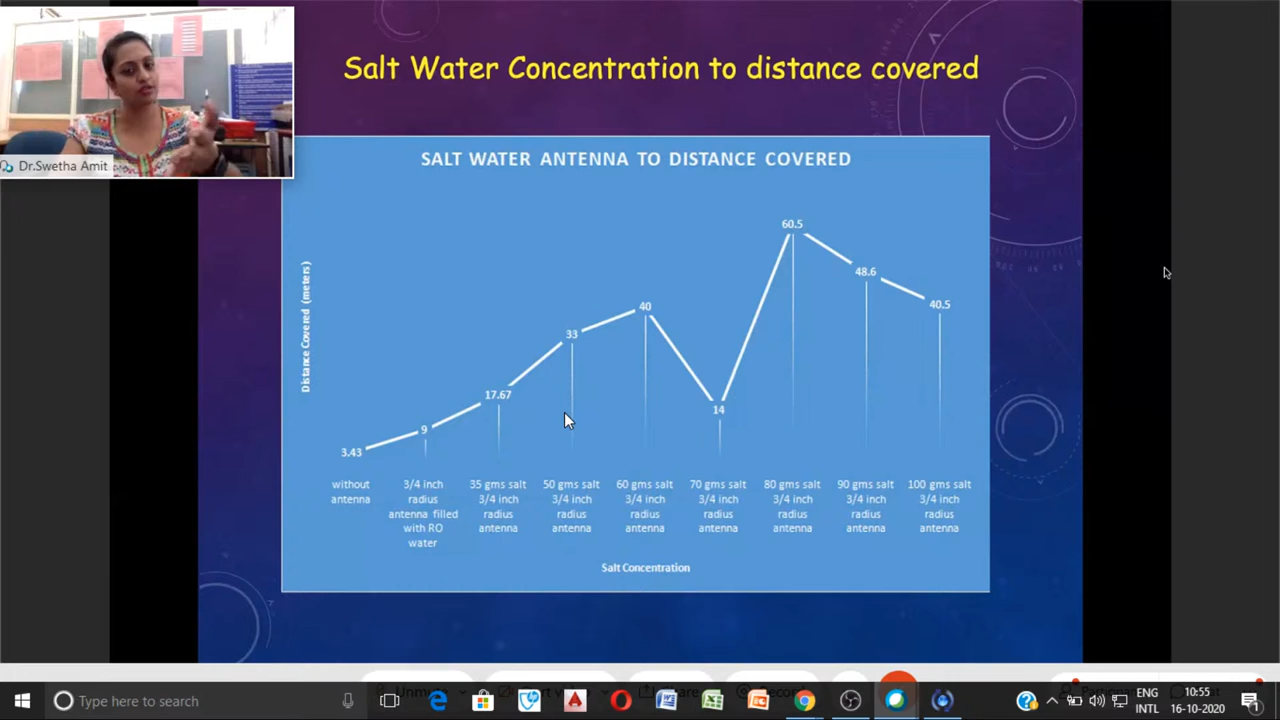 Salt Water Concentration to distance covered
Dr.Swetha Amit
SALT WATER ANTENNA TO DISTANCE COVERED
Distance Covered (meters)
60.5
48.6
40
40.5
33
17.67
14
9
3.43
without antenna
3/4 inch radius antenna filled with RO water
35 gms salt 3/4 inch radius antenna
50 gms salt 3/4 inch radius antenna
60 gms salt 3/4 inch radius antenna
70 gms salt 3/4 inch radius antenna
80 gms salt 3/4 inch radius antenna
90 gms salt 3/4 inch radius antenna
100 gms salt 3/4 inch radius antenna
Salt Concentration
Type here to search
ENG
INTL
10:55
16-10-2020